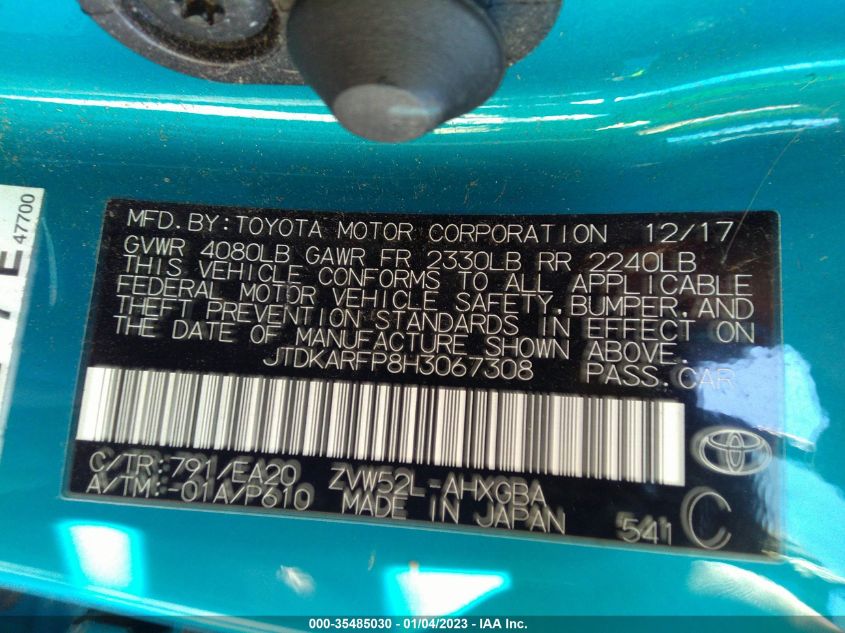 MFD.BY:TOYOTA MOTOR CORPORATION 12/17
GVWR 4080LB GAWR FR 2330LB RR 2240LB
THIS VEHICLE CONFORMS TO ALL APPLICABLE
FEDERAL MOTOR VEHICLE SAFETY,BUMPER,AND
THEFT PREVENTION STANDARDS IN EFFECT ON
THE DATE OF MANUFACTURE SHOWN ABOVE.
JTDKARFP8H3067308 PASS.CAR
C/TR:791/EA20 ZVW52L-AHXGBA
A/TM:-01A/P610 MADE IN JAPAN 541 C
47700
000-35485030 - 01/04/2023 - IAA Inc.